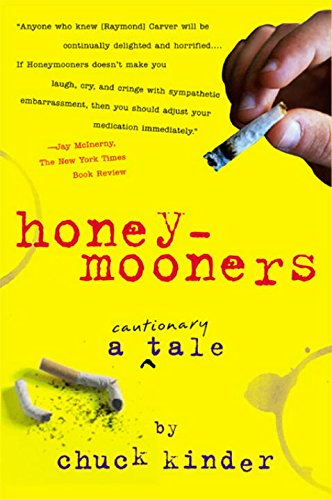 "Anyone who knew [Raymond] Carver will be
continually delighted and horrified....
If Honeymooners doesn't make you
laugh, cry, and cringe with sympathetic
embarrassment, then you should adjust your
medication immediately."
—Jay McInerny,
The New York Times
Book Review
honey-
mooners
cautionary
a ^ tale
by
chuck kinder